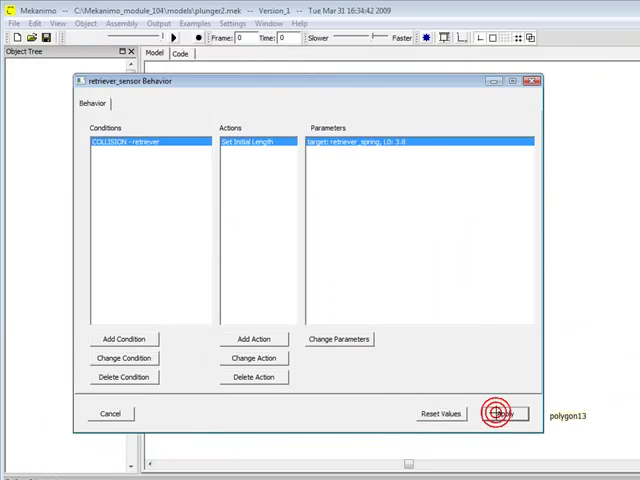 Mekanimo -- C:\Mekanimo_module_104\models\plunger2.mek -- Version_1 -- Tue Mar 31 16:34:42 2009
File Edit View Object Assembly Output Examples Settings Window Help
Frame: 0 Time: 0 Slower Faster
Object Tree
Model Code
retriever_sensor Behavior
Behavior
Conditions Actions Parameters
COLLISION - retriever Set Initial Length target: retriever_spring, L0: 3.8
Add Condition Add Action Change Parameters
Change Condition Change Action
Delete Condition Delete Action
Cancel Reset Values
polygon13